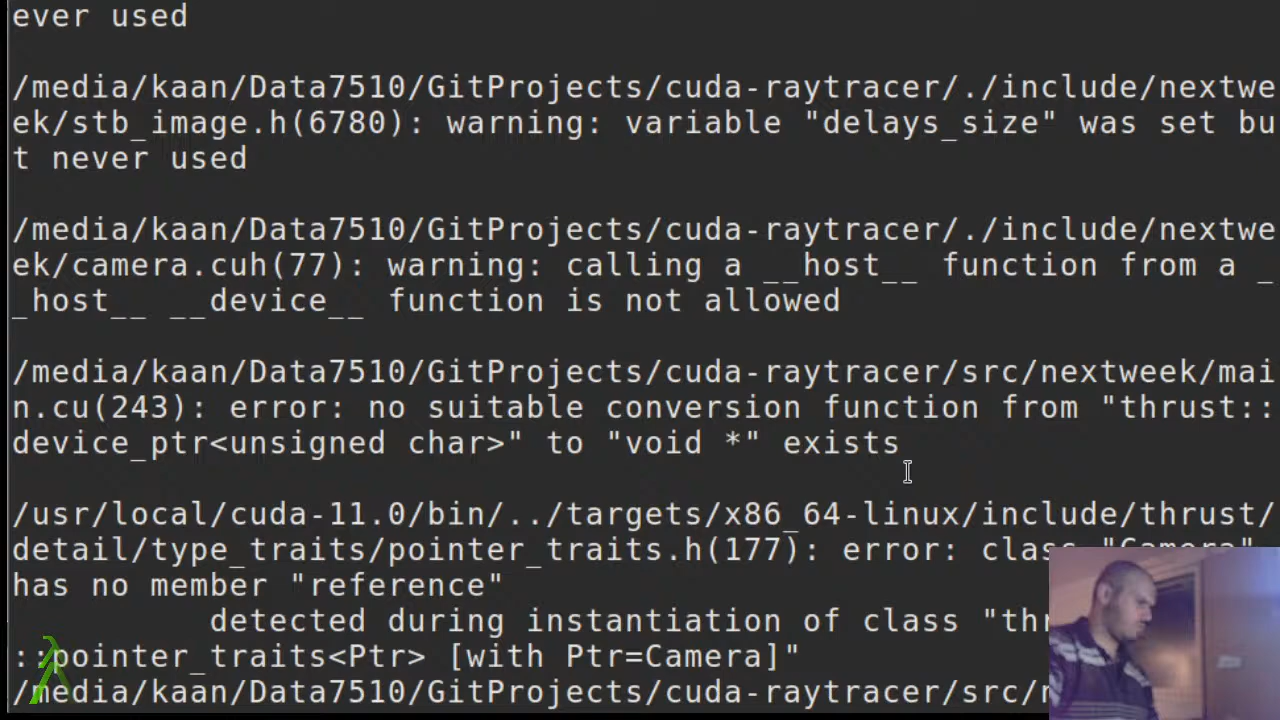 ever used
/media/kaan/Data7510/GitProjects/cuda-raytracer/./include/nextwe
ek/stb_image.h(6780): warning: variable "delays_size" was set bu
t never used
/media/kaan/Data7510/GitProjects/cuda-raytracer/./include/nextwe
ek/camera.cuh(77): warning: calling a __host__ function from a _
_host__ __device__ function is not allowed
/media/kaan/Data7510/GitProjects/cuda-raytracer/src/nextweek/mai
n.cu(243): error: no suitable conversion function from "thrust::
device_ptr<unsigned char>" to "void *" exists
/usr/local/cuda-11.0/bin/../targets/x86_64-linux/include/thrust/
detail/type_traits/pointer_traits.h(177): error: class "Camera"
has no member "reference"
detected during instantiation of class "thr
::pointer_traits<Ptr> [with Ptr=Camera]"
/media/kaan/Data7510/GitProjects/cuda-raytracer/src/n